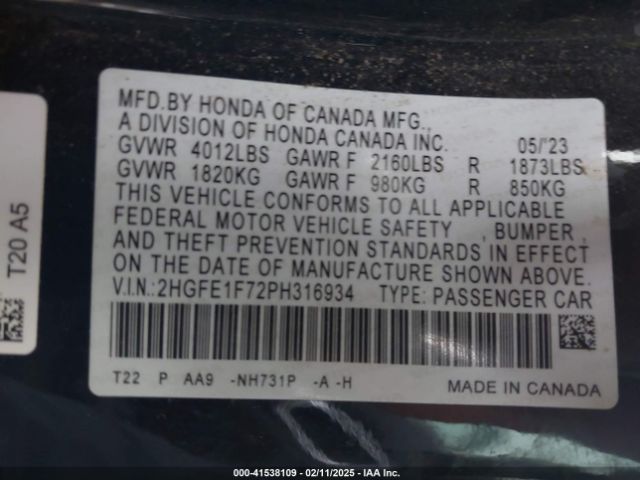 MFD.BY HONDA OF CANADA MFG.,
A DIVISION OF HONDA CANADA INC. 05/'23
GVWR 4012LBS GAWR F 2160LBS R 1873LBS
GVWR 1820KG GAWR F 980KG R 850KG
THIS VEHICLE CONFORMS TO ALL APPLICABLE
FEDERAL MOTOR VEHICLE SAFETY , BUMPER,
AND THEFT PREVENTION STANDARDS IN EFFECT
ON THE DATE OF MANUFACTURE SHOWN ABOVE.
V.I.N.:2HGFE1F72PH316934 TYPE: PASSENGER CAR
T22 P AA9 -NH731P -A -H
MADE IN CANADA
T20 A5
000-41538109 - 02/11/2025 - IAA Inc.